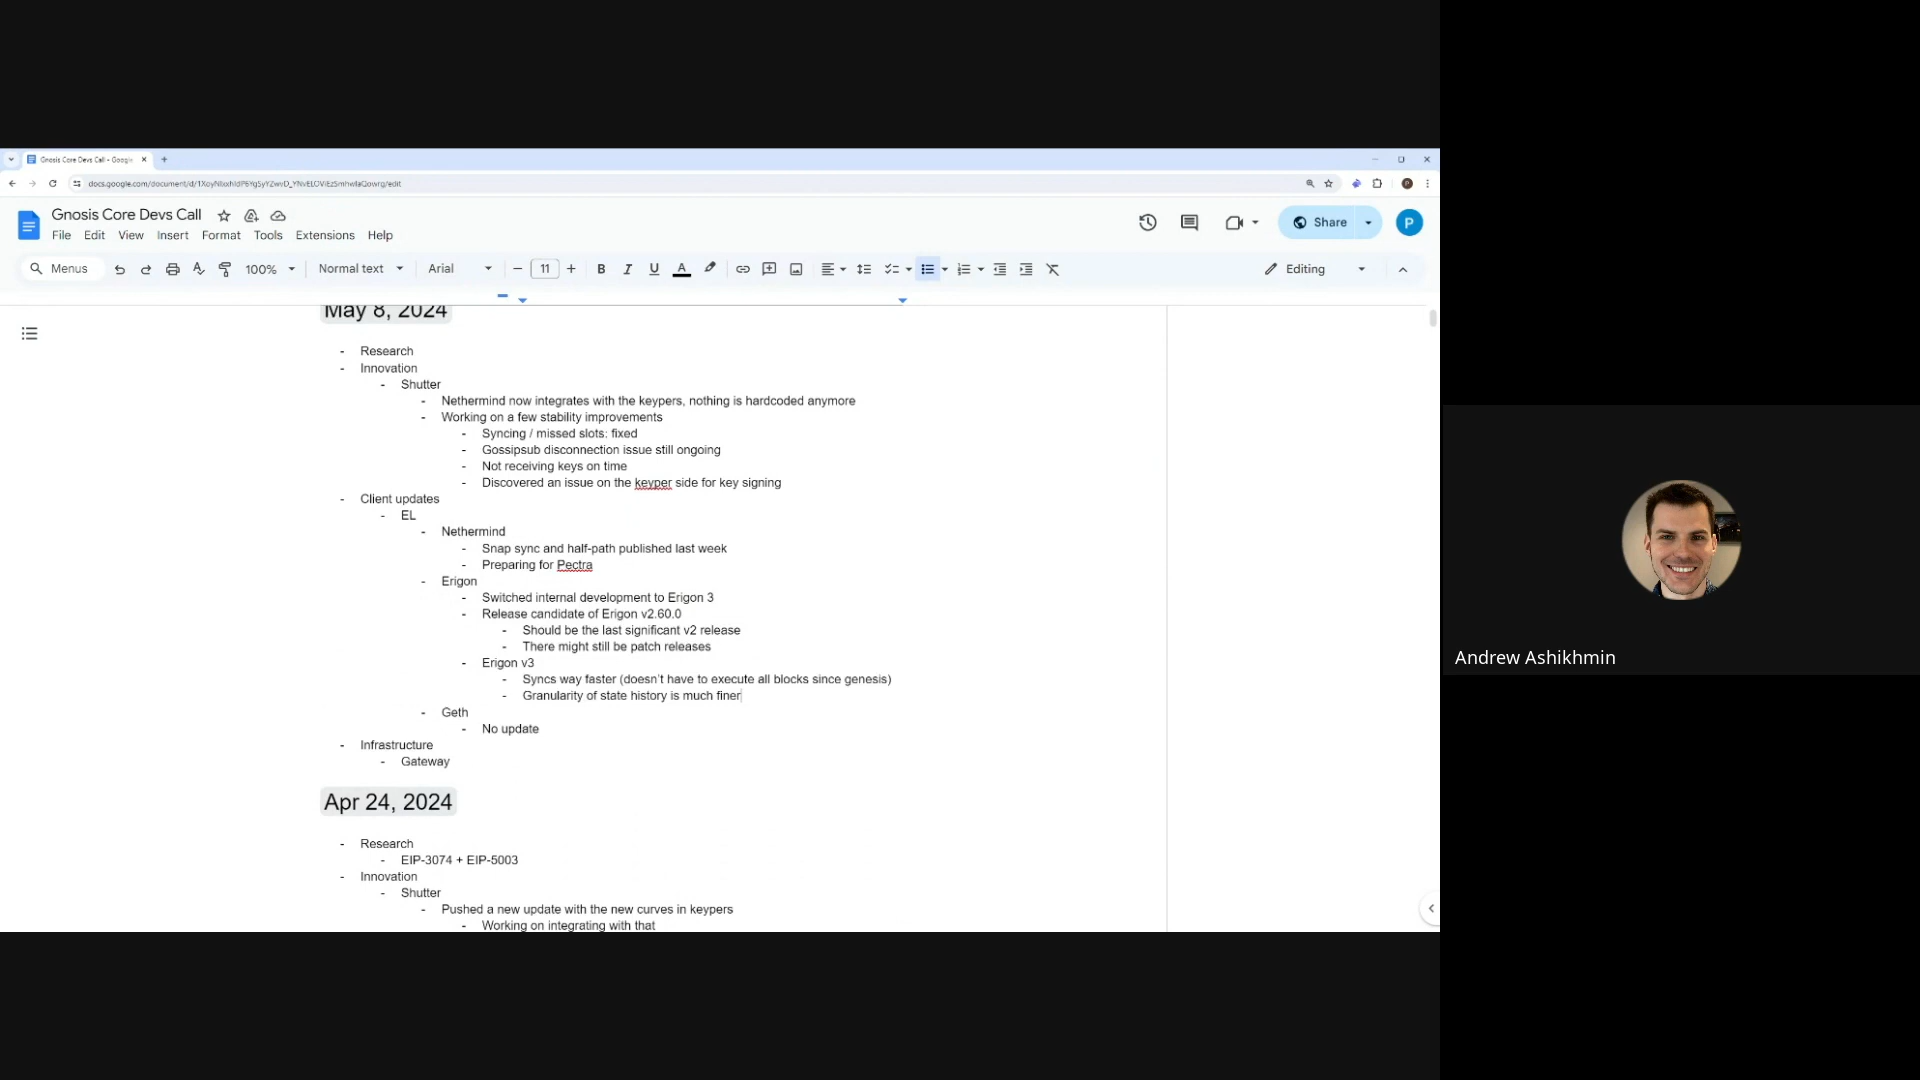 Gnosis Core Devs Call - Google
Gnosis Core Devs Call
File Edit View Insert Format Tools Extensions Help
Share
P
Menus
100%
Normal text
Arial
11
Editing
May 8, 2024
- Research
- Innovation
- Shutter
- Nethermind now integrates with the keypers, nothing is hardcoded anymore
- Working on a few stability improvements
- Syncing / missed slots: fixed
- Gossipsub disconnection issue still ongoing
- Not receiving keys on time
- Discovered an issue on the keyper side for key signing
- Client updates
- EL
- Nethermind
- Snap sync and half-path published last week
- Preparing for Pectra
- Erigon
- Switched internal development to Erigon 3
- Release candidate of Erigon v2.60.0
- Should be the last significant v2 release
- There might still be patch releases
- Erigon v3
- Syncs way faster (doesn't have to execute all blocks since genesis)
- Granularity of state history is much finer
- Geth
- No update
- Infrastructure
- Gateway
Apr 24, 2024
- Research
- EIP-3074 + EIP-5003
- Innovation
- Shutter
- Pushed a new update with the new curves in keypers
- Working on integrating with that
Andrew Ashikhmin